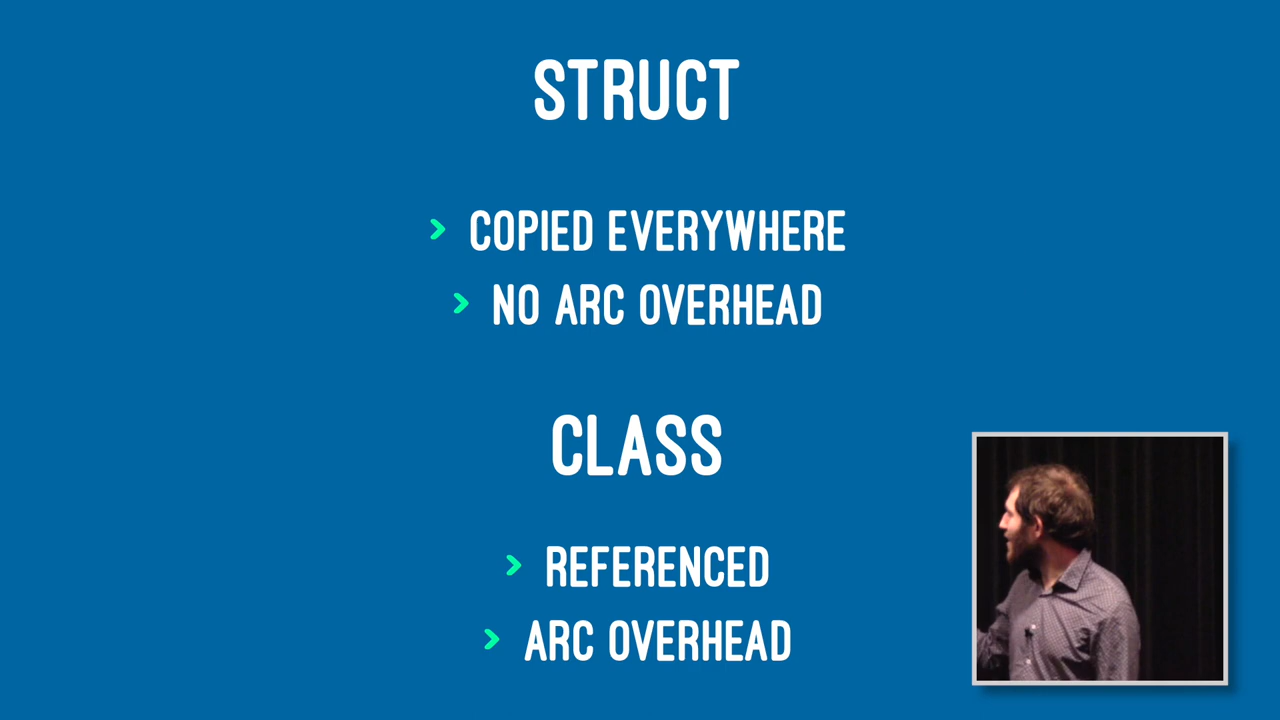 STRUCT
> COPIED EVERYWHERE
> NO ARC OVERHEAD
CLASS
> REFERENCED
> ARC OVERHEAD